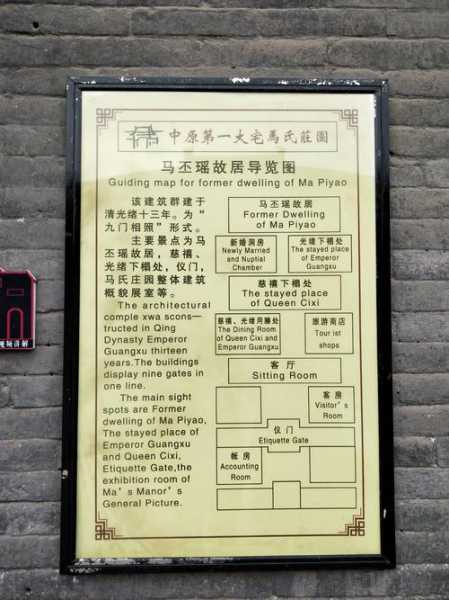 中原第一大宅馬氏莊園
马丕瑶故居导览图
Guiding map for former dwelling of Ma Piyao
该建筑群建于
清光绪十三年。为“
九门相照”形式。
主要景点为马
丕瑶故居，慈禧、
光绪下榻处，仪门，
马氏庄园整体建筑
概貌展室等。
The architectural
comple xwa scons—
tructed in Qing
Dynasty Emperor
Guangxu thirteen
years.The buildings
display nine gates in
one line.
The main sight
spots are Former
dwelling of Ma Piyao,
The stayed place of
Emperor Guangxu
and Queen Cixi,
Etiquette Gate,the
exhibition room of
Ma’s Manor’s
General Picture.
马丕瑶故居
Former Dwelling
of Ma Piyao
新婚洞房
Newly Married
and Nuptial
Chamber
光绪下榻处
The stayed place
of Emperor
Guangxu
慈禧下榻处
The stayed place
of Queen Cixi
慈禧、光绪用膳处
The Dining Room
of Queen Cixi and
Emperor Guangxu
旅游商店
Tour ist
shops
客厅
Sitting Room
客房
Visitor’s
Room
仪门
Etiquette Gate
帐房
Accounting
Room